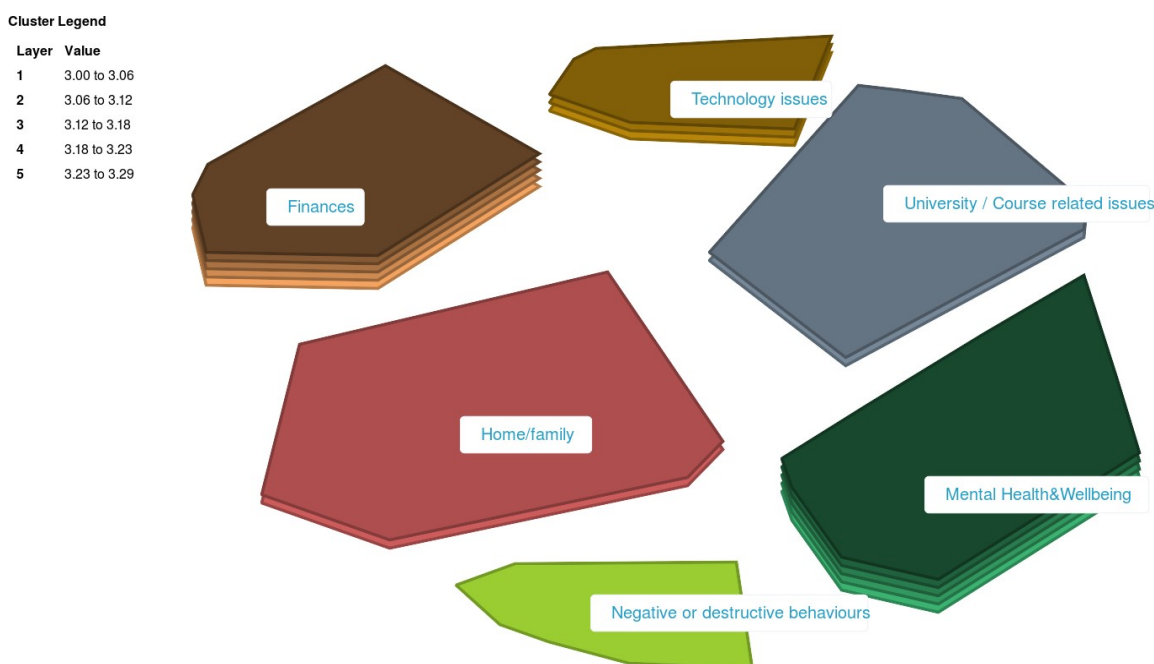 Cluster Legend
Layer Value
1 3.00 to 3.06
2 3.06 to 3.12
3 3.12 to 3.18
4 3.18 to 3.23
5 3.23 to 3.29
Technology issues
Finances
University / Course related issues
Home/family
Mental Health&Wellbeing
Negative or destructive behaviours